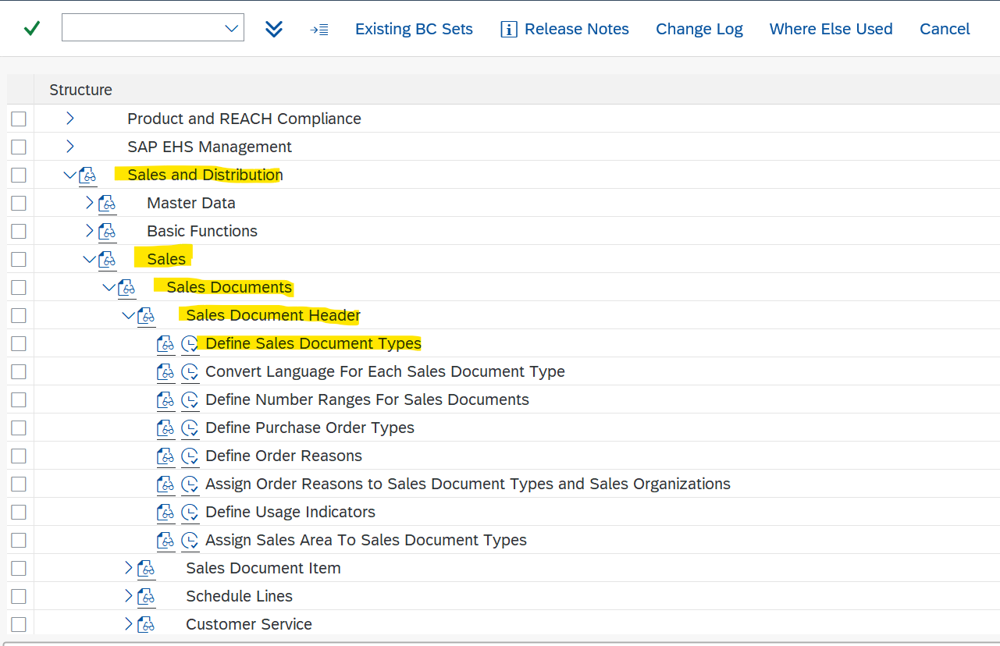 Existing BC Sets Release Notes Change Log Where Else Used Cancel
Structure
Product and REACH Compliance
SAP EHS Management
Sales and Distribution
Master Data
Basic Functions
Sales
Sales Documents
Sales Document Header
Define Sales Document Types
Convert Language For Each Sales Document Type
Define Number Ranges For Sales Documents
Define Purchase Order Types
Define Order Reasons
Assign Order Reasons to Sales Document Types and Sales Organizations
Define Usage Indicators
Assign Sales Area To Sales Document Types
Sales Document Item
Schedule Lines
Customer Service